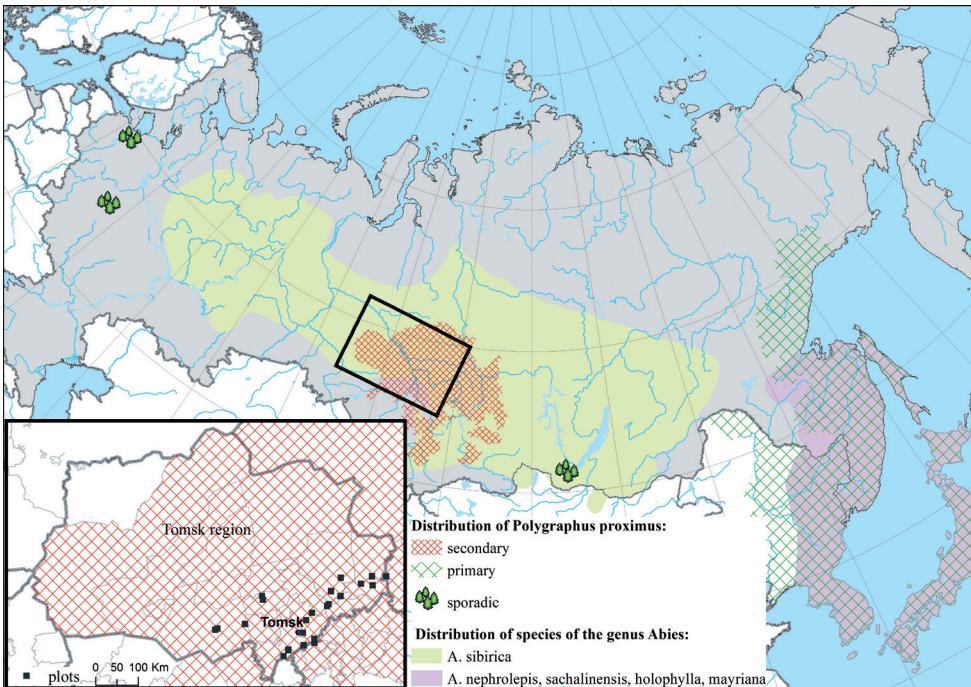 Tomsk region
Tomsk
0 50 100 Km
plots
Distribution of Polygraphus proximus:
secondary
primary
sporadic
Distribution of species of the genus Abies:
A. sibirica
A. nephrolepis, sachalinensis, holophylla, mayriana